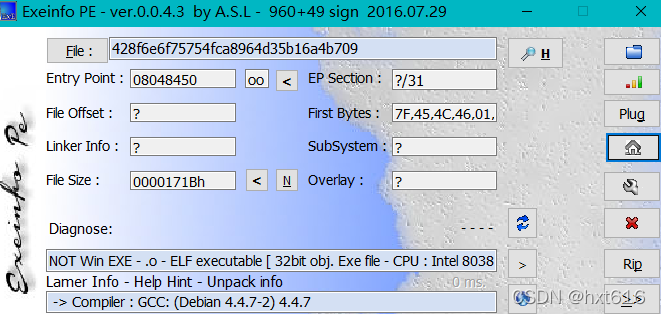 Exeinfo PE - ver.0.0.4.3 by A.S.L - 960+49 sign 2016.07.29
File : 428f6e6f75754fca8964d35b16a4b709 H
Entry Point : 08048450 oo < EP Section : ?/31
File Offset : ? First Bytes : 7F,45,4C,46,01, Plug
Linker Info : ? SubSystem : ?
File Size : 0000171Bh < N Overlay : ?
Diagnose: ----
NOT Win EXE - .o - ELF executable [ 32bit obj. Exe file - CPU : Intel 8038 > Rip
Lamer Info - Help Hint - Unpack info 0 ms.
-> Compiler : GCC: (Debian 4.4.7-2) 4.4.7 >>
Exeinfo Pe
CSDN @hxt616